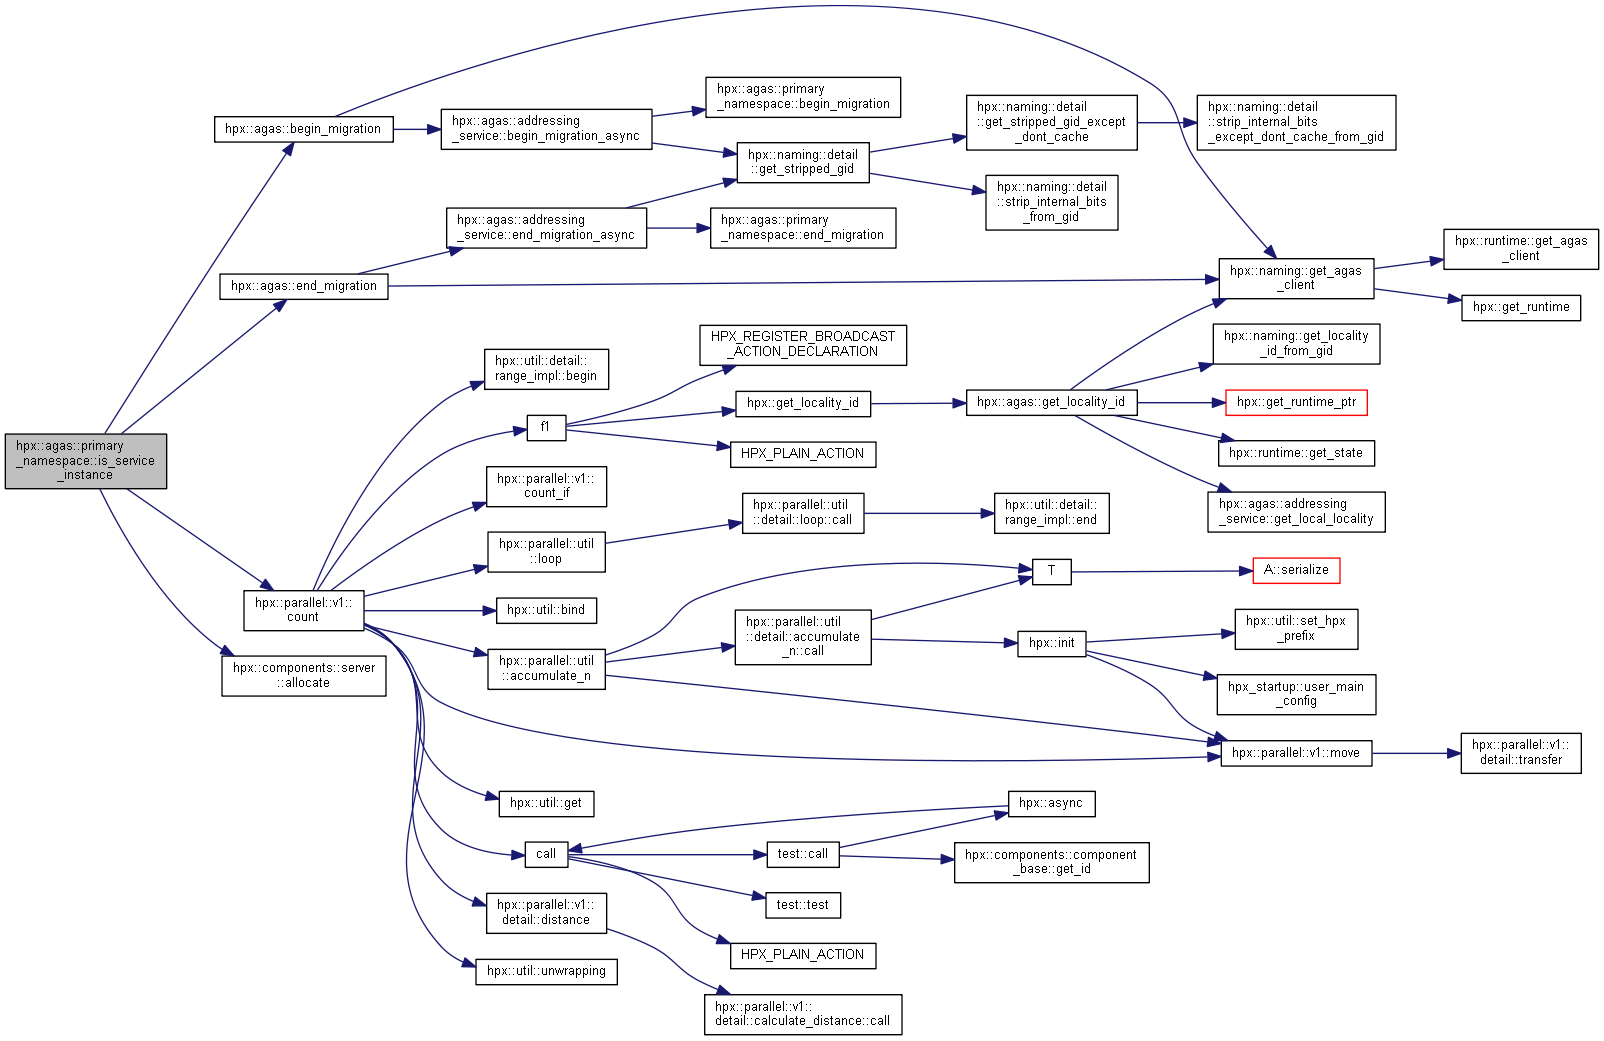 hpx::agas::primary
_namespace::is_service
_instance
hpx::agas::begin_migration
hpx::agas::end_migration
hpx::parallel::v1::
count
hpx::components::server
::allocate
hpx::agas::addressing
_service::begin_migration_async
hpx::agas::addressing
_service::end_migration_async
hpx::util::detail::
range_impl::begin
f1
hpx::parallel::v1::
count_if
hpx::parallel::util
::loop
hpx::util::bind
hpx::parallel::util
::accumulate_n
hpx::util::get
call
hpx::parallel::v1::
detail::distance
hpx::util::unwrapping
hpx::agas::primary
_namespace::begin_migration
hpx::naming::detail
::get_stripped_gid
hpx::agas::primary
_namespace::end_migration
HPX_REGISTER_BROADCAST
_ACTION_DECLARATION
hpx::get_locality_id
HPX_PLAIN_ACTION
hpx::parallel::util
::detail::loop::call
hpx::parallel::util
::detail::accumulate
_n::call
test::call
test::test
HPX_PLAIN_ACTION
hpx::parallel::v1::
detail::calculate_distance::call
hpx::naming::detail
::get_stripped_gid_except
_dont_cache
hpx::naming::detail
::strip_internal_bits
_from_gid
hpx::agas::get_locality_id
hpx::util::detail::
range_impl::end
T
hpx::init
hpx::async
hpx::components::component
_base::get_id
hpx::naming::detail
::strip_internal_bits
_except_dont_cache_from_gid
hpx::naming::get_agas
_client
hpx::naming::get_locality
_id_from_gid
hpx::get_runtime_ptr
hpx::runtime::get_state
hpx::agas::addressing
_service::get_local_locality
A::serialize
hpx::util::set_hpx
_prefix
hpx_startup::user_main
_config
hpx::parallel::v1::move
hpx::runtime::get_agas
_client
hpx::get_runtime
hpx::parallel::v1::
detail::transfer